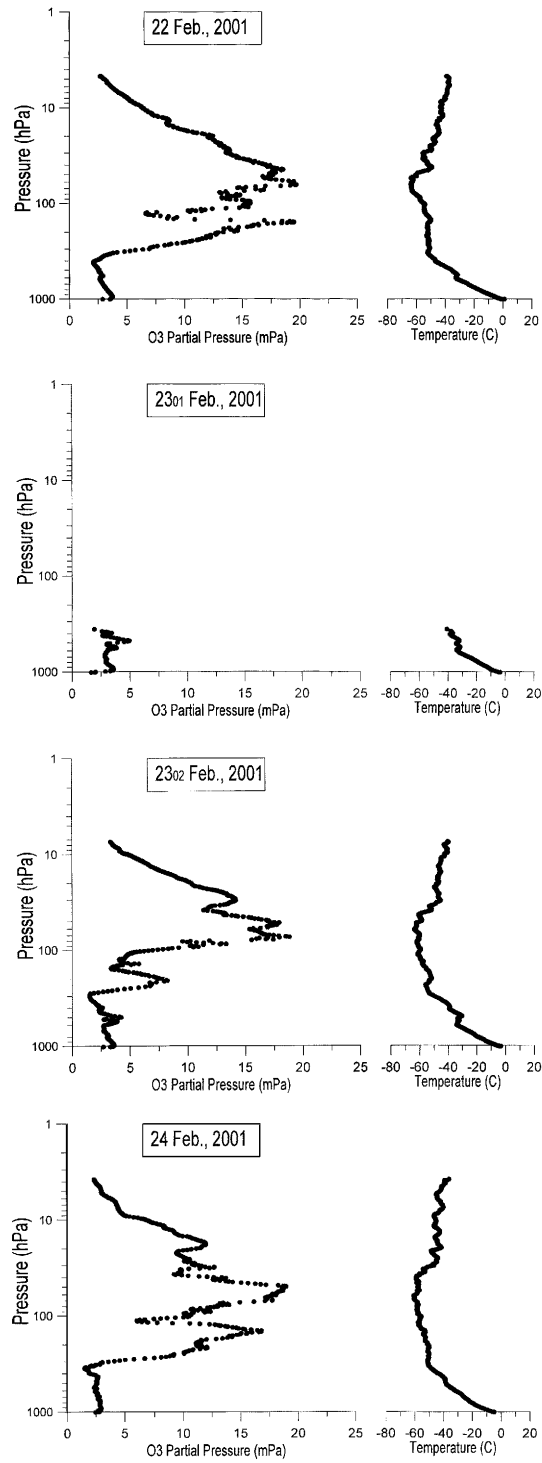 22 Feb., 2001
1
10
100
1000
Pressure (hPa)
0 5 10 15 20 25
O3 Partial Pressure (mPa)
-80 -60 -40 -20 0 20
Temperature (C)
2301 Feb., 2001
1
10
100
1000
Pressure (hPa)
0 5 10 15 20 25
O3 Partial Pressure (mPa)
-80 -60 -40 -20 0 20
Temperature (C)
2302 Feb., 2001
1
10
100
1000
Pressure (hPa)
0 5 10 15 20 25
O3 Partial Pressure (mPa)
-80 -60 -40 -20 0 20
Temperature (C)
24 Feb., 2001
1
10
100
1000
Pressure (hPa)
0 5 10 15 20 25
O3 Partial Pressure (mPa)
-80 -60 -40 -20 0 20
Temperature (C)